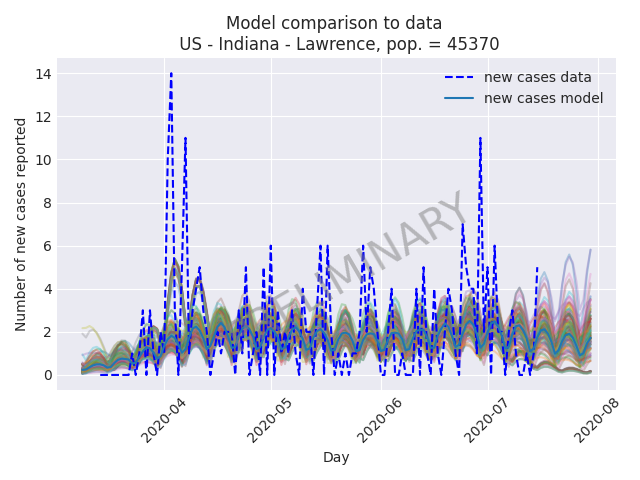 Model comparison to data
US - Indiana - Lawrence, pop. = 45370
new cases data
new cases model
Number of new cases reported
14
12
10
8
6
4
2
0
PRELIMINARY
2020-04
2020-05
2020-06
2020-07
2020-08
Day